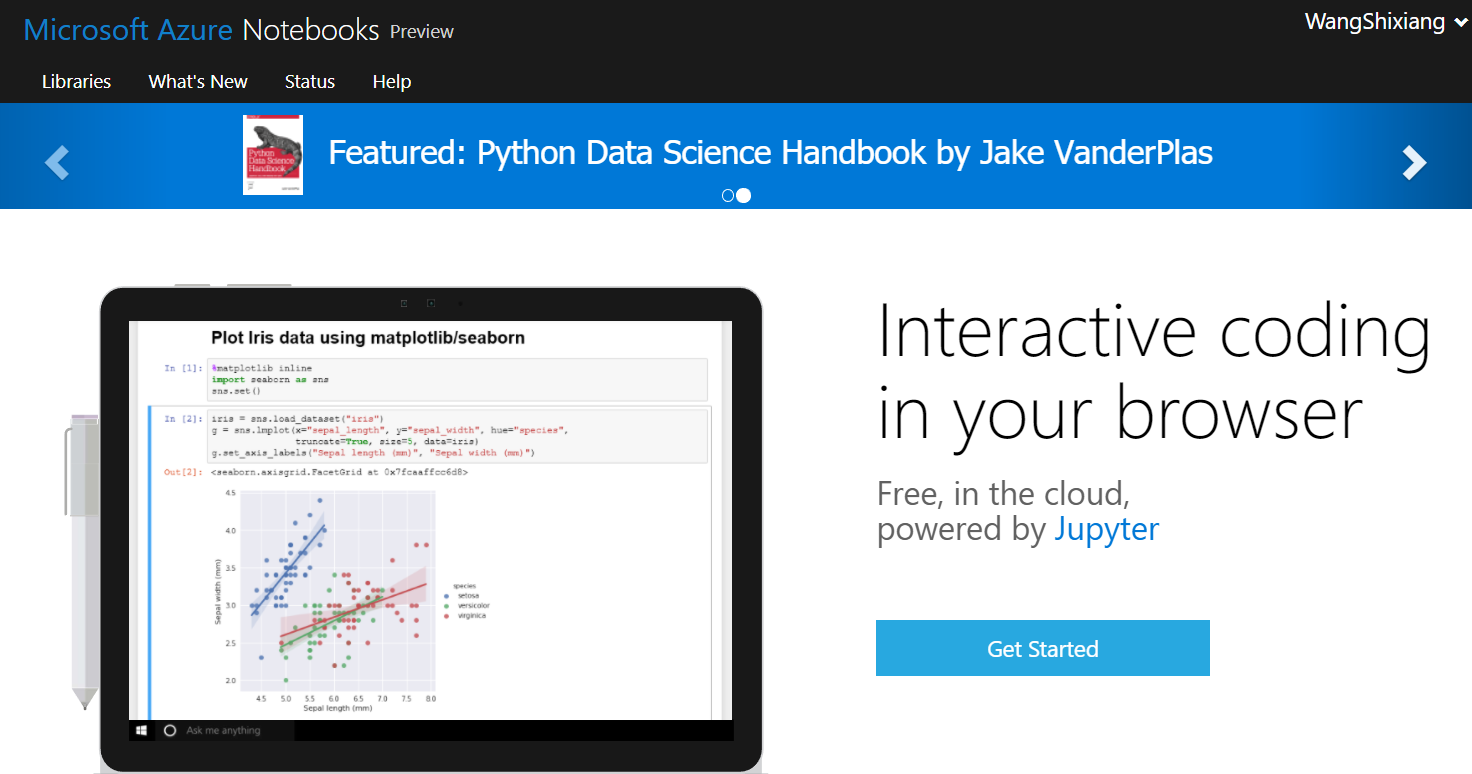 Microsoft Azure Notebooks Preview
WangShixiang
Libraries What's New Status Help
Python
Data Science
Handbook
Featured: Python Data Science Handbook by Jake VanderPlas
Plot Iris data using matplotlib/seaborn
In [1]: %matplotlib inline
import seaborn as sns
sns.set()
In [2]: iris = sns.load_dataset("iris")
g = sns.lmplot(x="sepal_length", y="sepal_width", hue="species",
truncate=True, size=5, data=iris)
g.set_axis_labels("Sepal length (mm)", "Sepal width (mm)")
Out[2]: <seaborn.axisgrid.FacetGrid at 0x7fcaaffcc6d8>
4.5
4.0
3.5
3.0
2.5
2.0
Sepal width (mm)
species
setosa
versicolor
virginica
4.5 5.0 5.5 6.0 6.5 7.0 7.5 8.0
Sepal length (mm)
Ask me anything
Interactive coding
in your browser
Free, in the cloud,
powered by Jupyter
Get Started